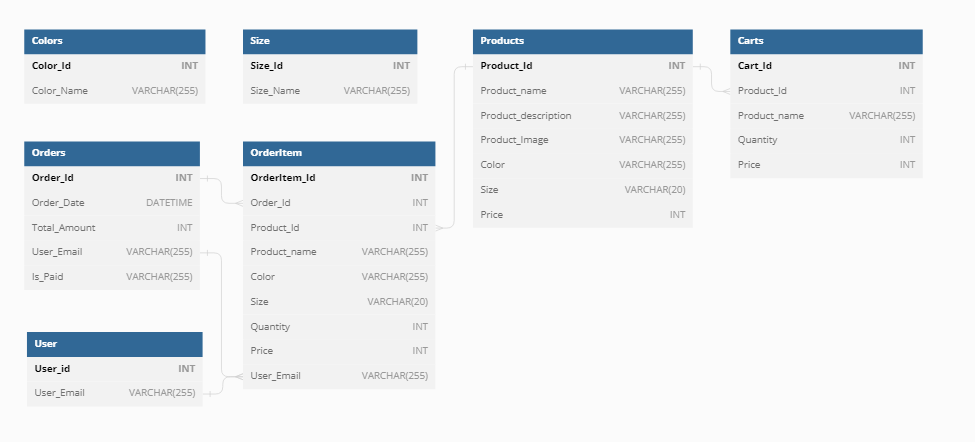 Colors
Color_Id INT
Color_Name VARCHAR(255)
Size
Size_Id INT
Size_Name VARCHAR(255)
Products
Product_Id INT
Product_name VARCHAR(255)
Product_description VARCHAR(255)
Product_Image VARCHAR(255)
Color VARCHAR(255)
Size VARCHAR(20)
Price INT
Carts
Cart_Id INT
Product_Id INT
Product_name VARCHAR(255)
Quantity INT
Price INT
Orders
Order_Id INT
Order_Date DATETIME
Total_Amount INT
User_Email VARCHAR(255)
Is_Paid VARCHAR(255)
OrderItem
OrderItem_Id INT
Order_Id INT
Product_Id INT
Product_name VARCHAR(255)
Color VARCHAR(255)
Size VARCHAR(20)
Quantity INT
Price INT
User_Email VARCHAR(255)
User
User_id INT
User_Email VARCHAR(255)